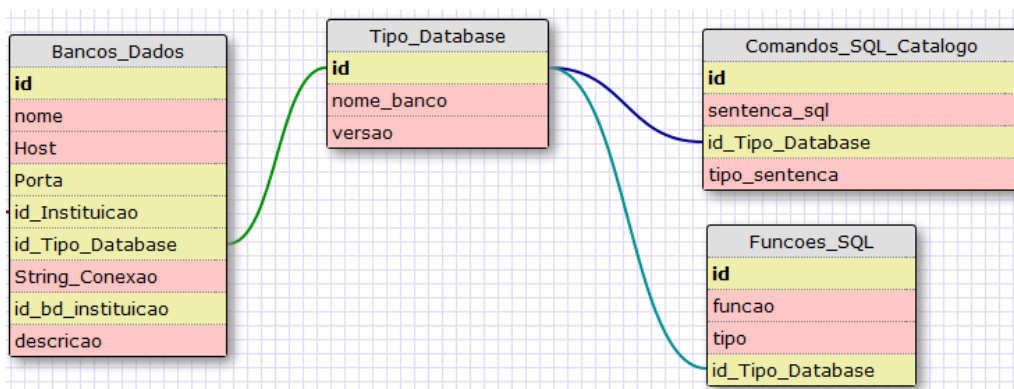 Bancos_Dados
id
nome
Host
Porta
id_Instituicao
id_Tipo_Database
String_Conexao
id_bd_instituicao
descricao
Tipo_Database
id
nome_banco
versao
Comandos_SQL_Catalogo
id
sentenca_sql
id_Tipo_Database
tipo_sentenca
Funcoes_SQL
id
funcao
tipo
id_Tipo_Database